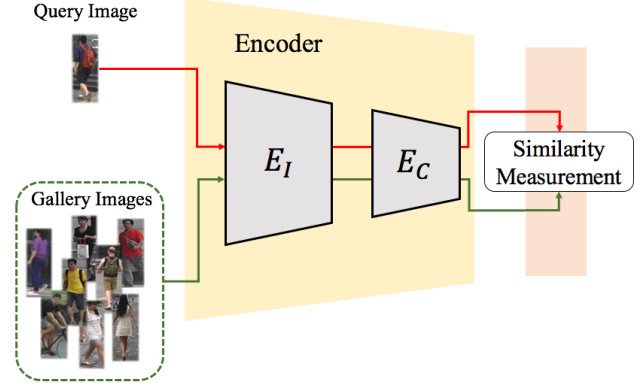 Query Image
Encoder
E_I
E_C
Similarity
Measurement
Gallery Images